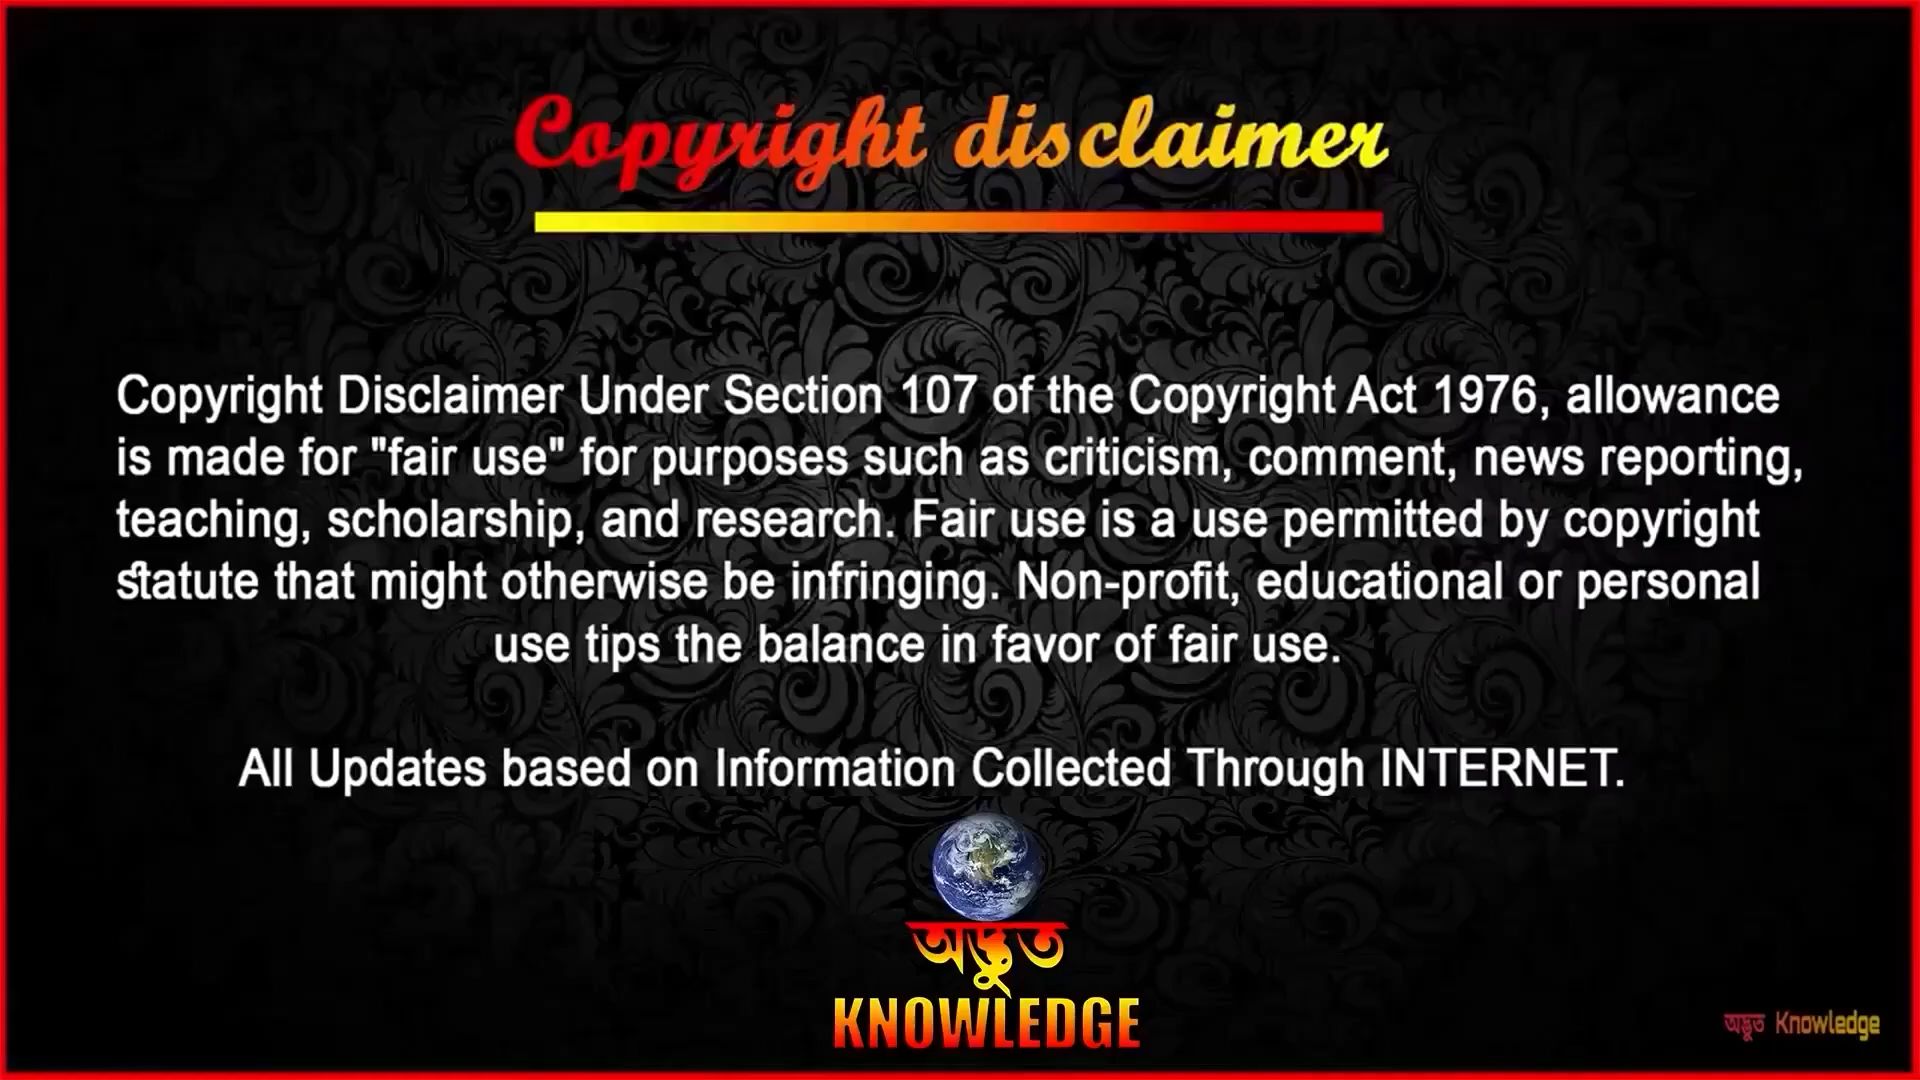 Copyright disclaimer
Copyright Disclaimer Under Section 107 of the Copyright Act 1976, allowance
is made for "fair use" for purposes such as criticism, comment, news reporting,
teaching, scholarship, and research. Fair use is a use permitted by copyright
statute that might otherwise be infringing. Non-profit, educational or personal
use tips the balance in favor of fair use.
All Updates based on Information Collected Through INTERNET.
অদ্ভুত
KNOWLEDGE
অদ্ভুত Knowledge